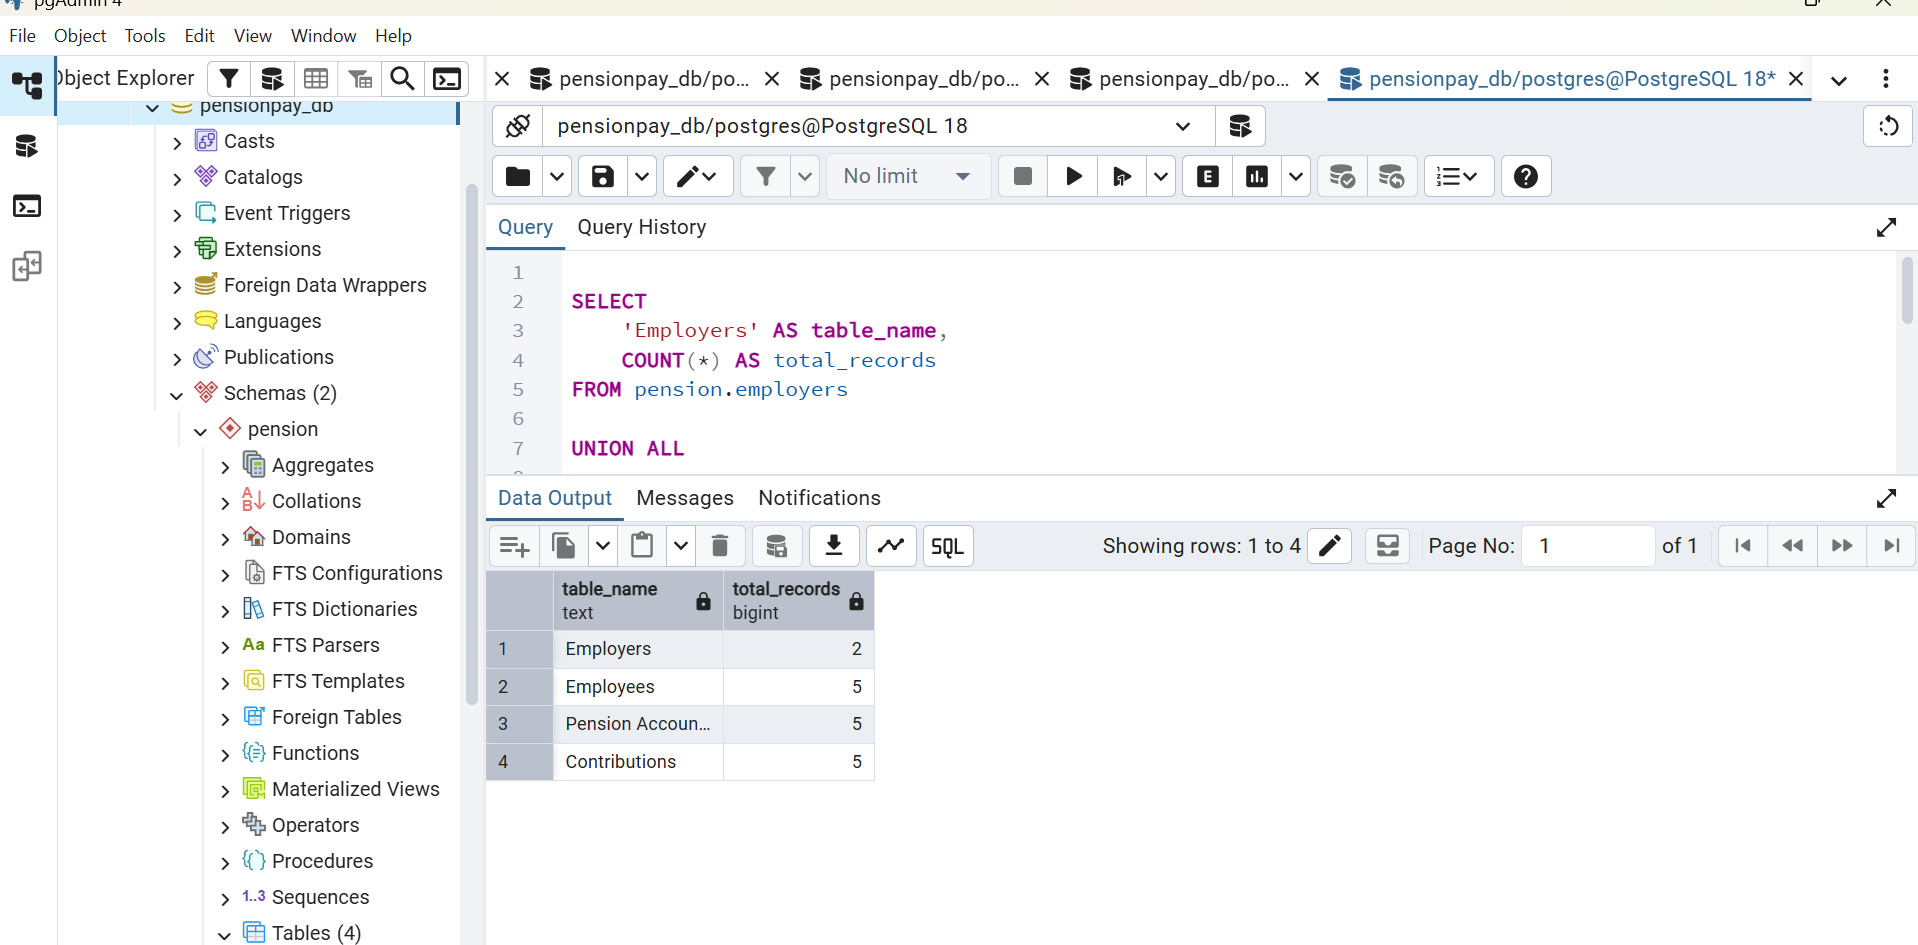 pgAdmin 4
File Object Tools Edit View Window Help
Object Explorer
pensionpay_db/po...
pensionpay_db/po...
pensionpay_db/po...
pensionpay_db/postgres@PostgreSQL 18*
pensionpay_db
Casts
Catalogs
Event Triggers
Extensions
Foreign Data Wrappers
Languages
Publications
Schemas (2)
pension
Aggregates
Collations
Domains
FTS Configurations
FTS Dictionaries
Aa FTS Parsers
FTS Templates
Foreign Tables
Functions
Materialized Views
Operators
Procedures
1..3 Sequences
Tables (4)
pensionpay_db/postgres@PostgreSQL 18
No limit
E
Query Query History
1
2 SELECT
3 'Employers' AS table_name,
4 COUNT(*) AS total_records
5 FROM pension.employers
6
7 UNION ALL
Data Output Messages Notifications
SQL
Showing rows: 1 to 4
Page No: 1 of 1
table_name total_records
text bigint
1 Employers 2
2 Employees 5
3 Pension Accoun... 5
4 Contributions 5